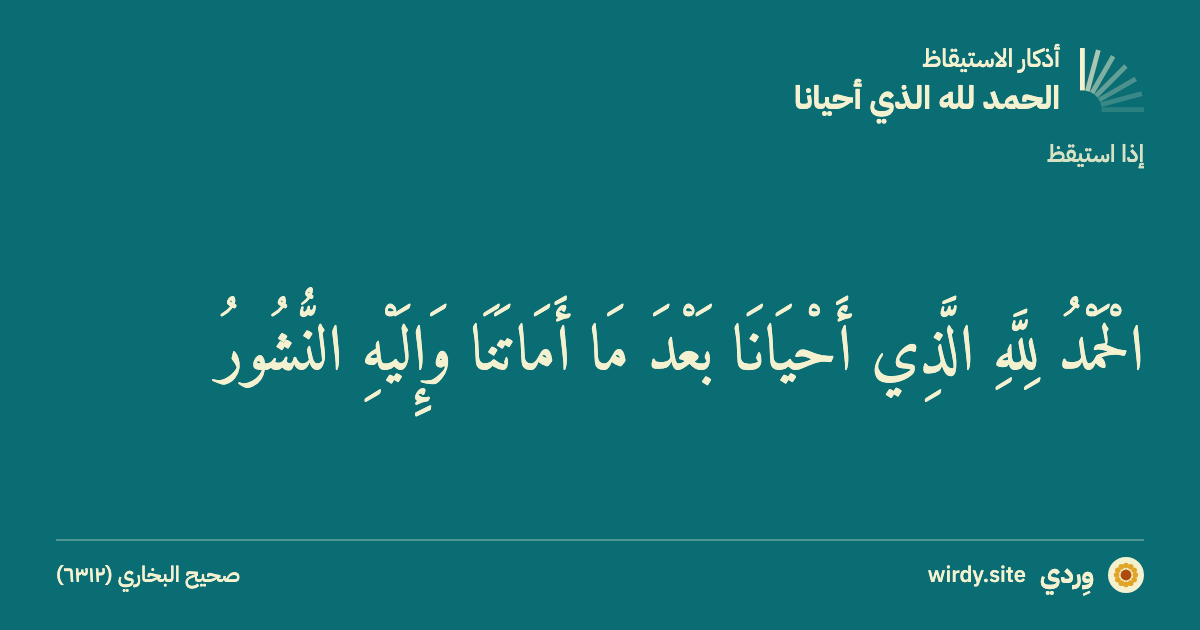 أذكار الاستيقاظ
الحمد لله الذي أحيانا
إذا استيقظ
الْحَمْدُ لِلَّهِ الَّذِي أَحْيَانَا بَعْدَ مَا أَمَاتَنَا وَإِلَيْهِ النُّشُورُ
وِردي wirdy.site
صحيح البخاري (٦٣١٢)